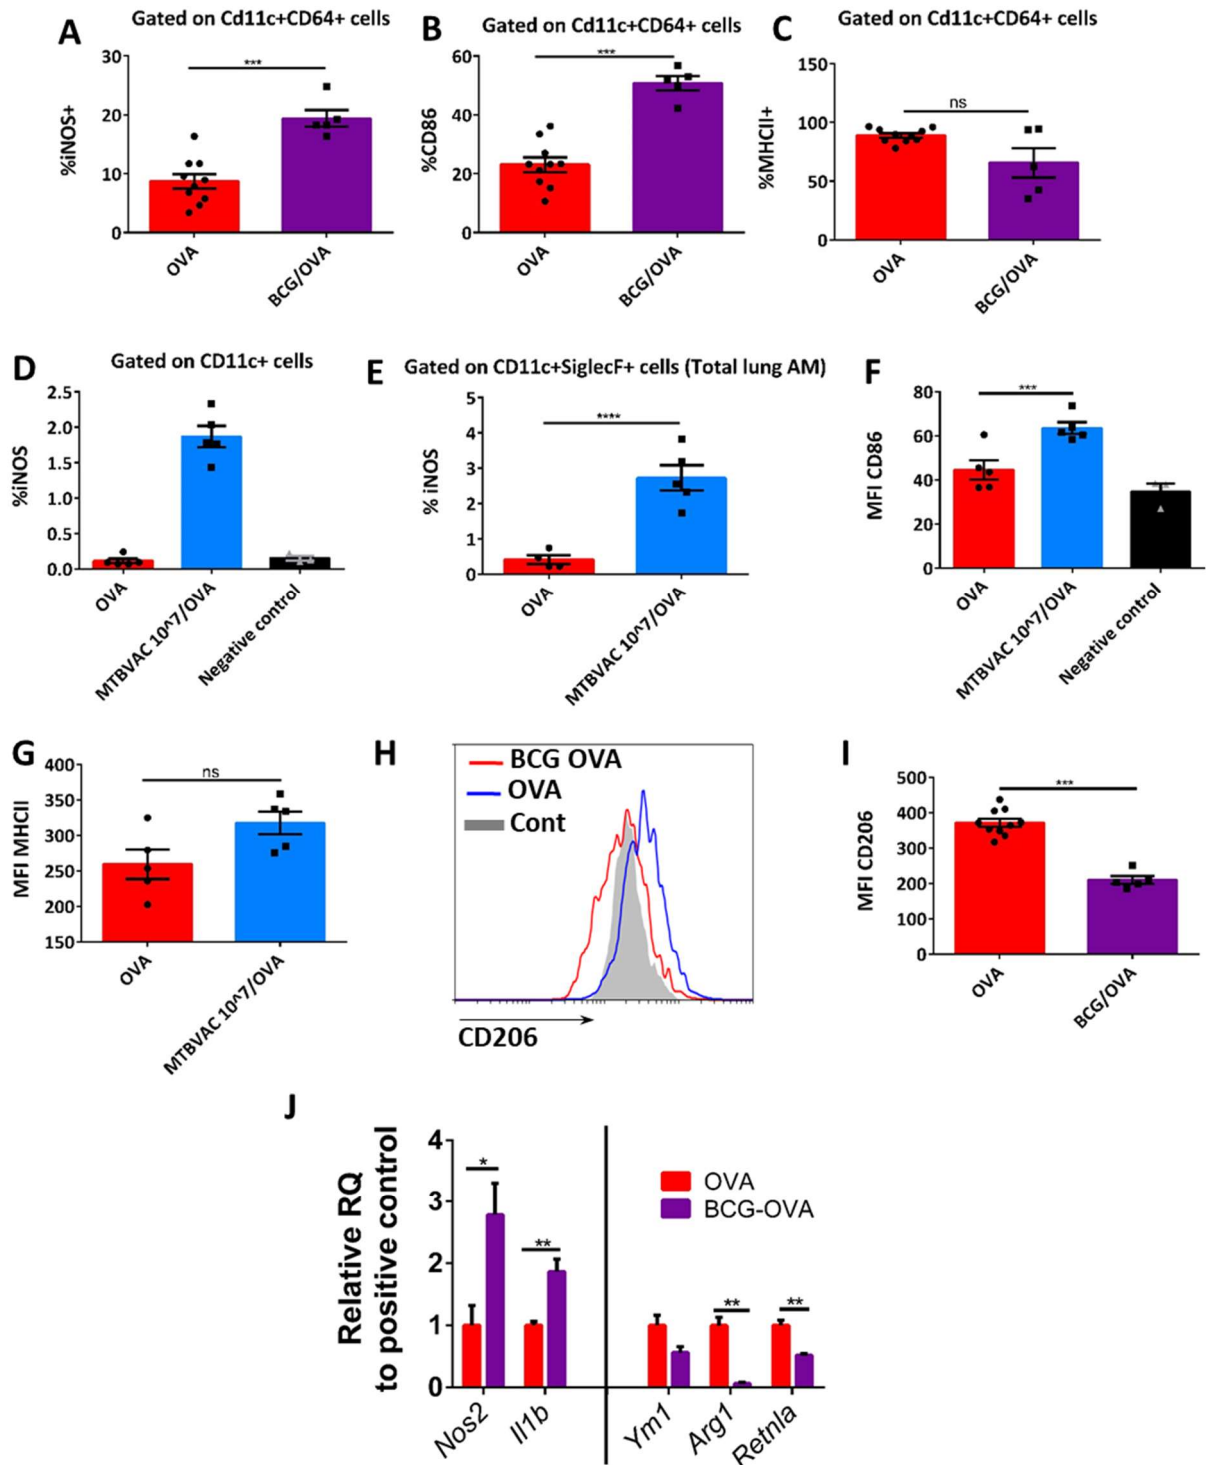 A
Gated on Cd11c+CD64+ cells
%iNOS+
30
20
10
0
***
OVA
BCG/OVA
B
Gated on Cd11c+CD64+ cells
%CD86
60
40
20
0
***
OVA
BCG/OVA
C
Gated on Cd11c+CD64+ cells
%MHCII+
150
100
50
0
ns
OVA
BCG/OVA
D
Gated on CD11c+ cells
%iNOS
2.5
2.0
1.5
1.0
0.5
0.0
OVA
MTBVAC 10^7/OVA
Negative control
E
Gated on CD11c+SiglecF+ cells (Total lung AM)
% iNOS
5
4
3
2
1
0
****
OVA
MTBVAC 10^7/OVA
F
MFI CD86
80
60
40
20
0
***
OVA
MTBVAC 10^7/OVA
Negative control
G
MFI MHCII
400
350
300
250
200
150
ns
OVA
MTBVAC 10^7/OVA
H
BCG OVA
OVA
Cont
CD206
I
MFI CD206
500
400
300
200
100
0
***
OVA
BCG/OVA
J
Relative RQ
to positive control
4
3
2
1
0
*
**
**
**
OVA
BCG-OVA
Nos2
Il1b
Ym1
Arg1
Retnla